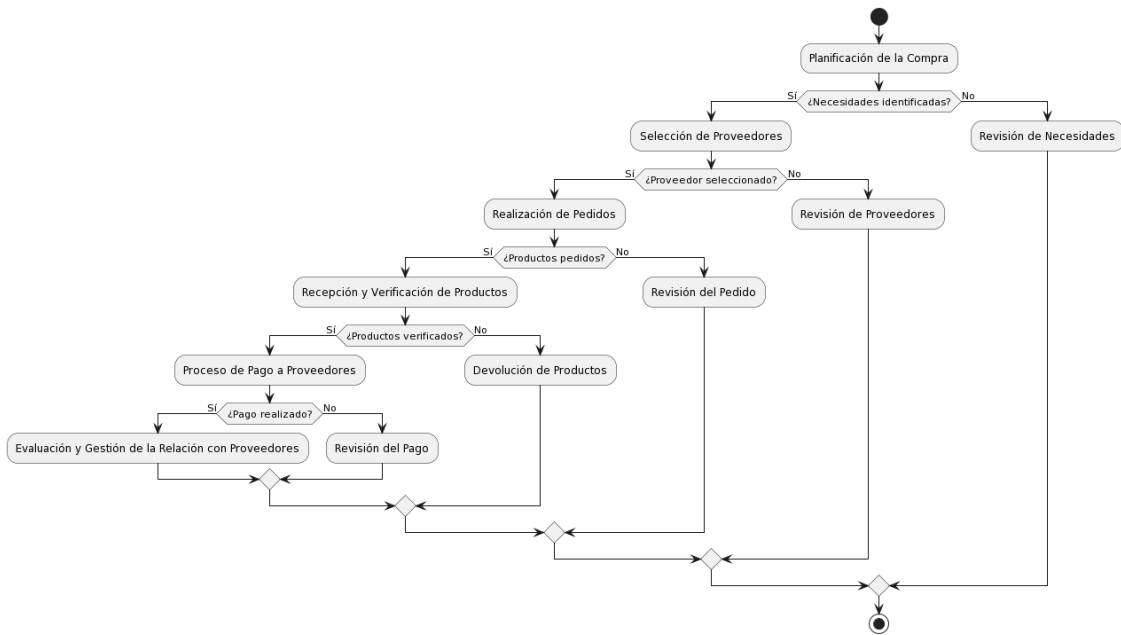 Planificación de la Compra
Sí
¿Necesidades identificadas?
No
Selección de Proveedores
Revisión de Necesidades
Sí
¿Proveedor seleccionado?
No
Realización de Pedidos
Revisión de Proveedores
Sí
¿Productos pedidos?
No
Recepción y Verificación de Productos
Revisión del Pedido
Sí
¿Productos verificados?
No
Proceso de Pago a Proveedores
Devolución de Productos
Sí
¿Pago realizado?
No
Evaluación y Gestión de la Relación con Proveedores
Revisión del Pago